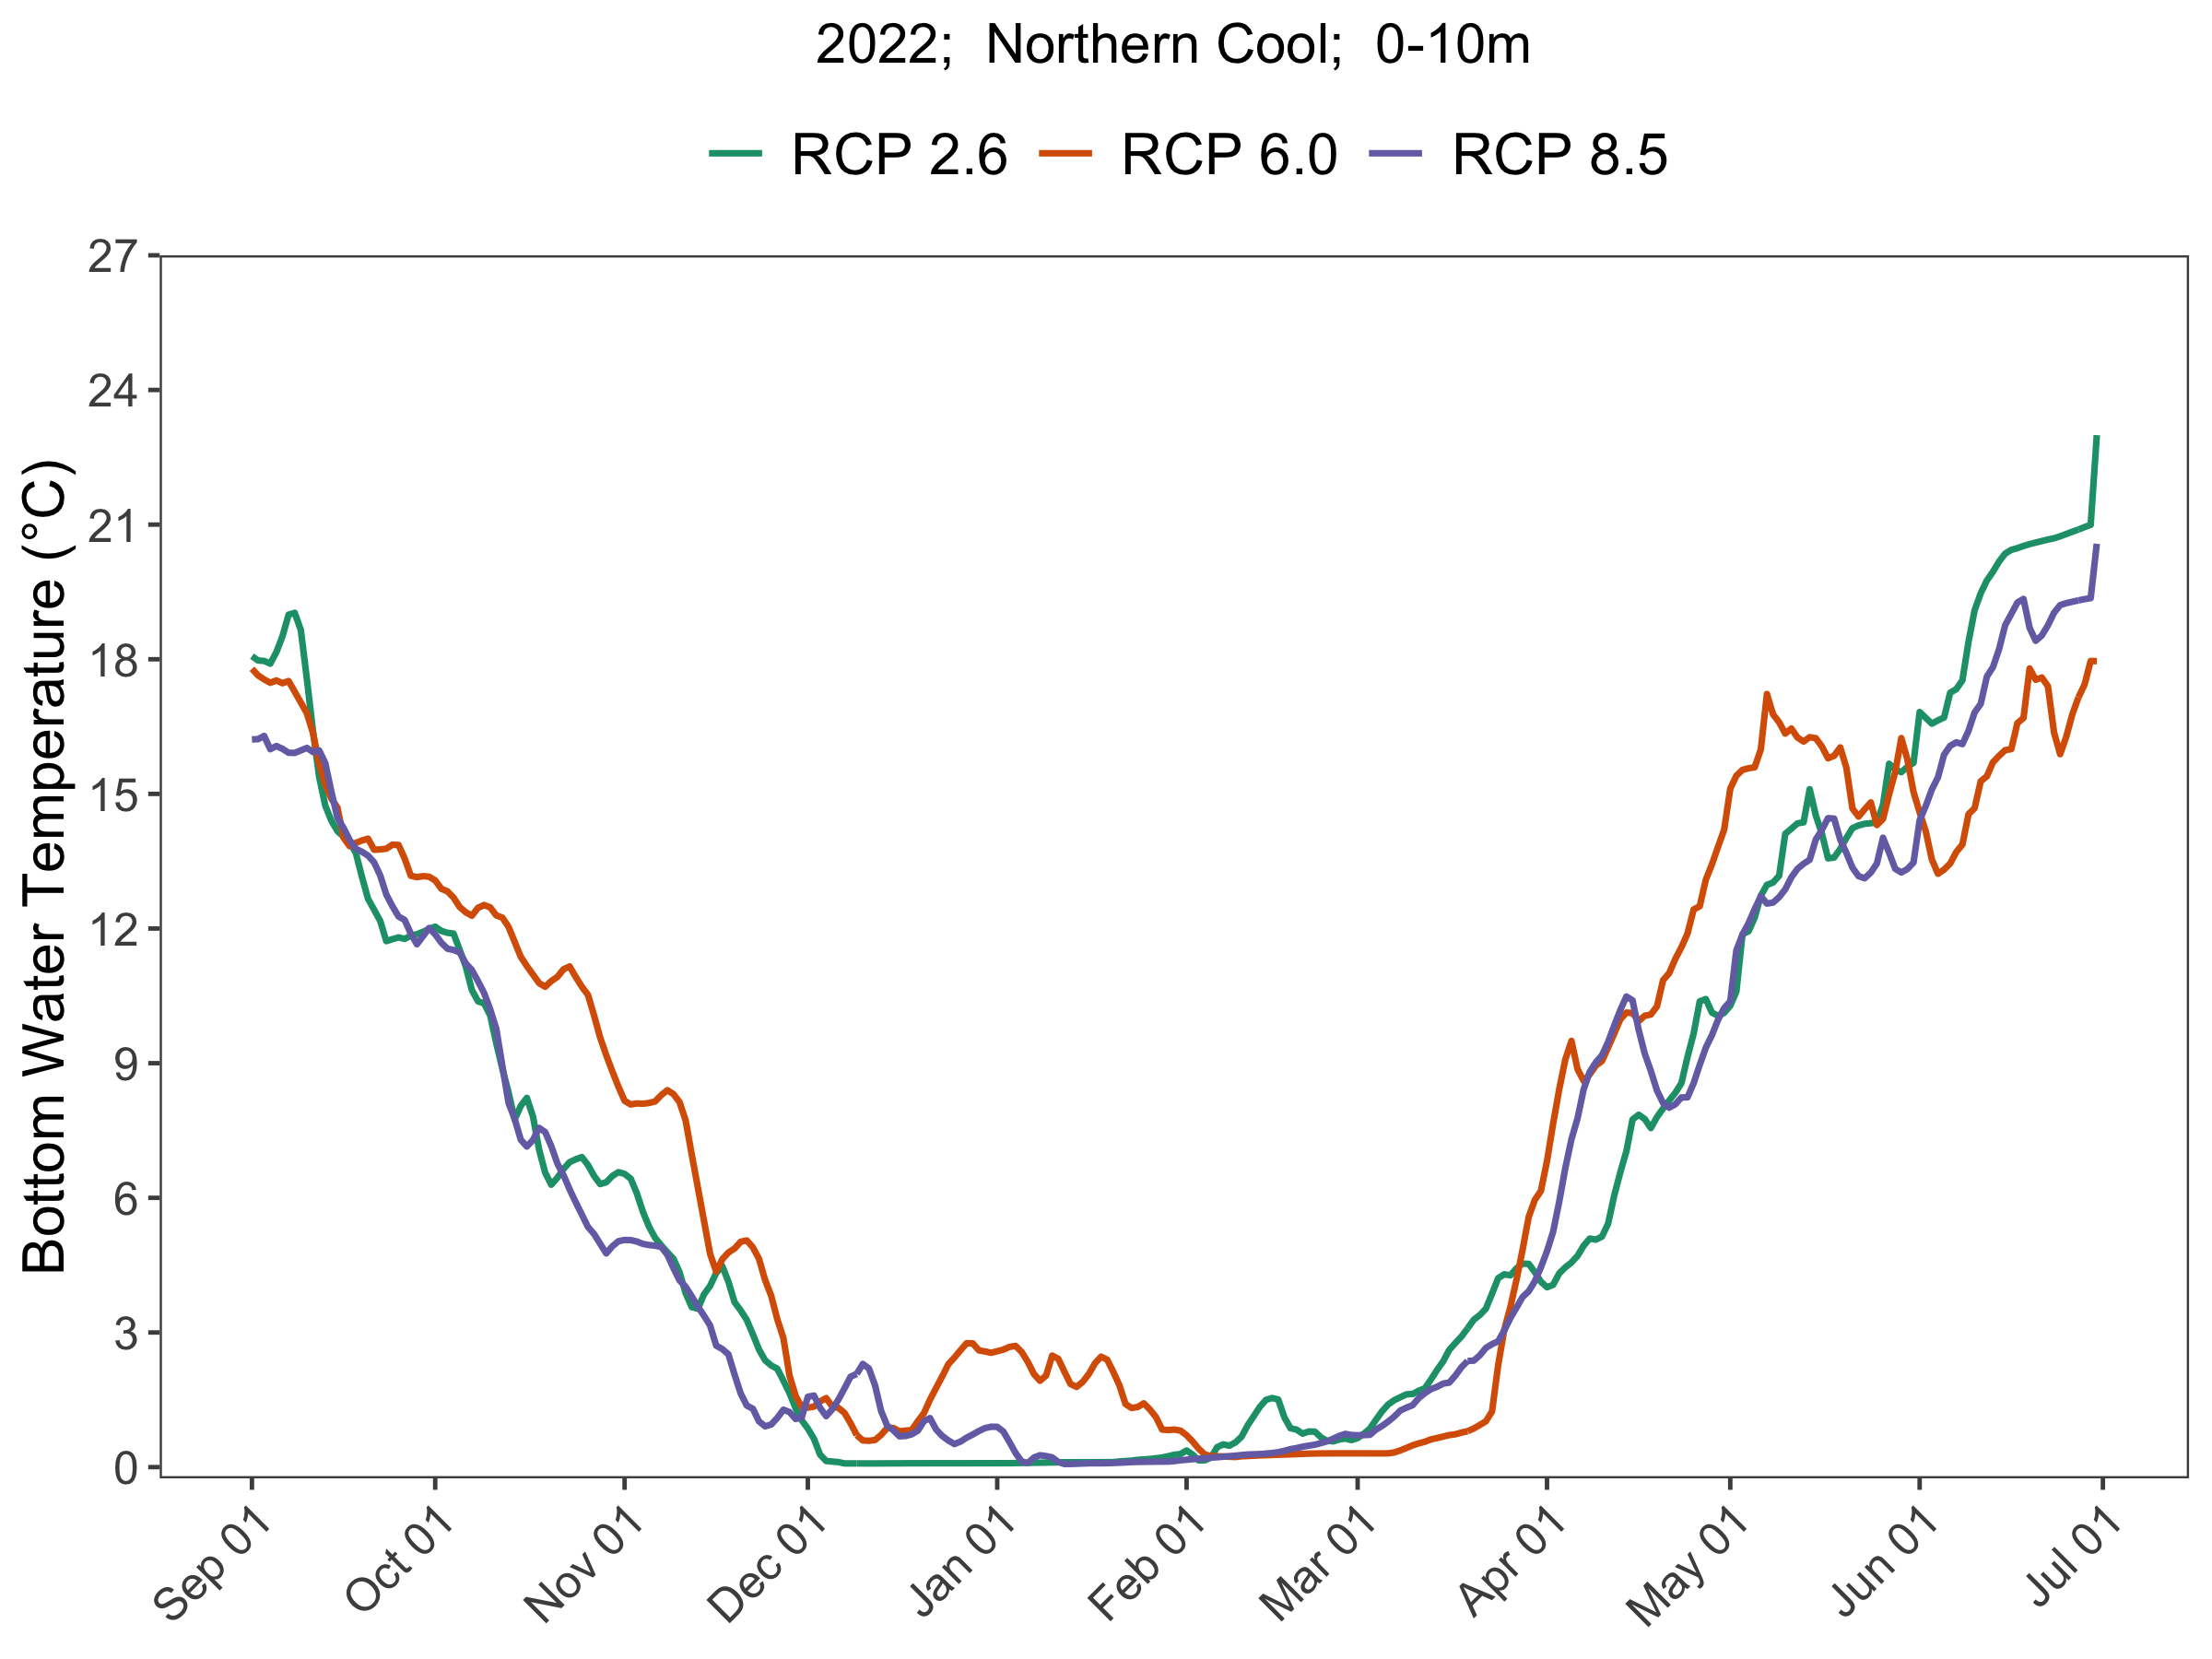 2022;  Northern Cool;  0-10m
RCP 2.6 RCP 6.0 RCP 8.5
Bottom Water Temperature (°C)
27
24
21
18
15
12
9
6
3
0
Sep 01 Oct 01 Nov 01 Dec 01 Jan 01 Feb 01 Mar 01 Apr 01 May 01 Jun 01 Jul 01